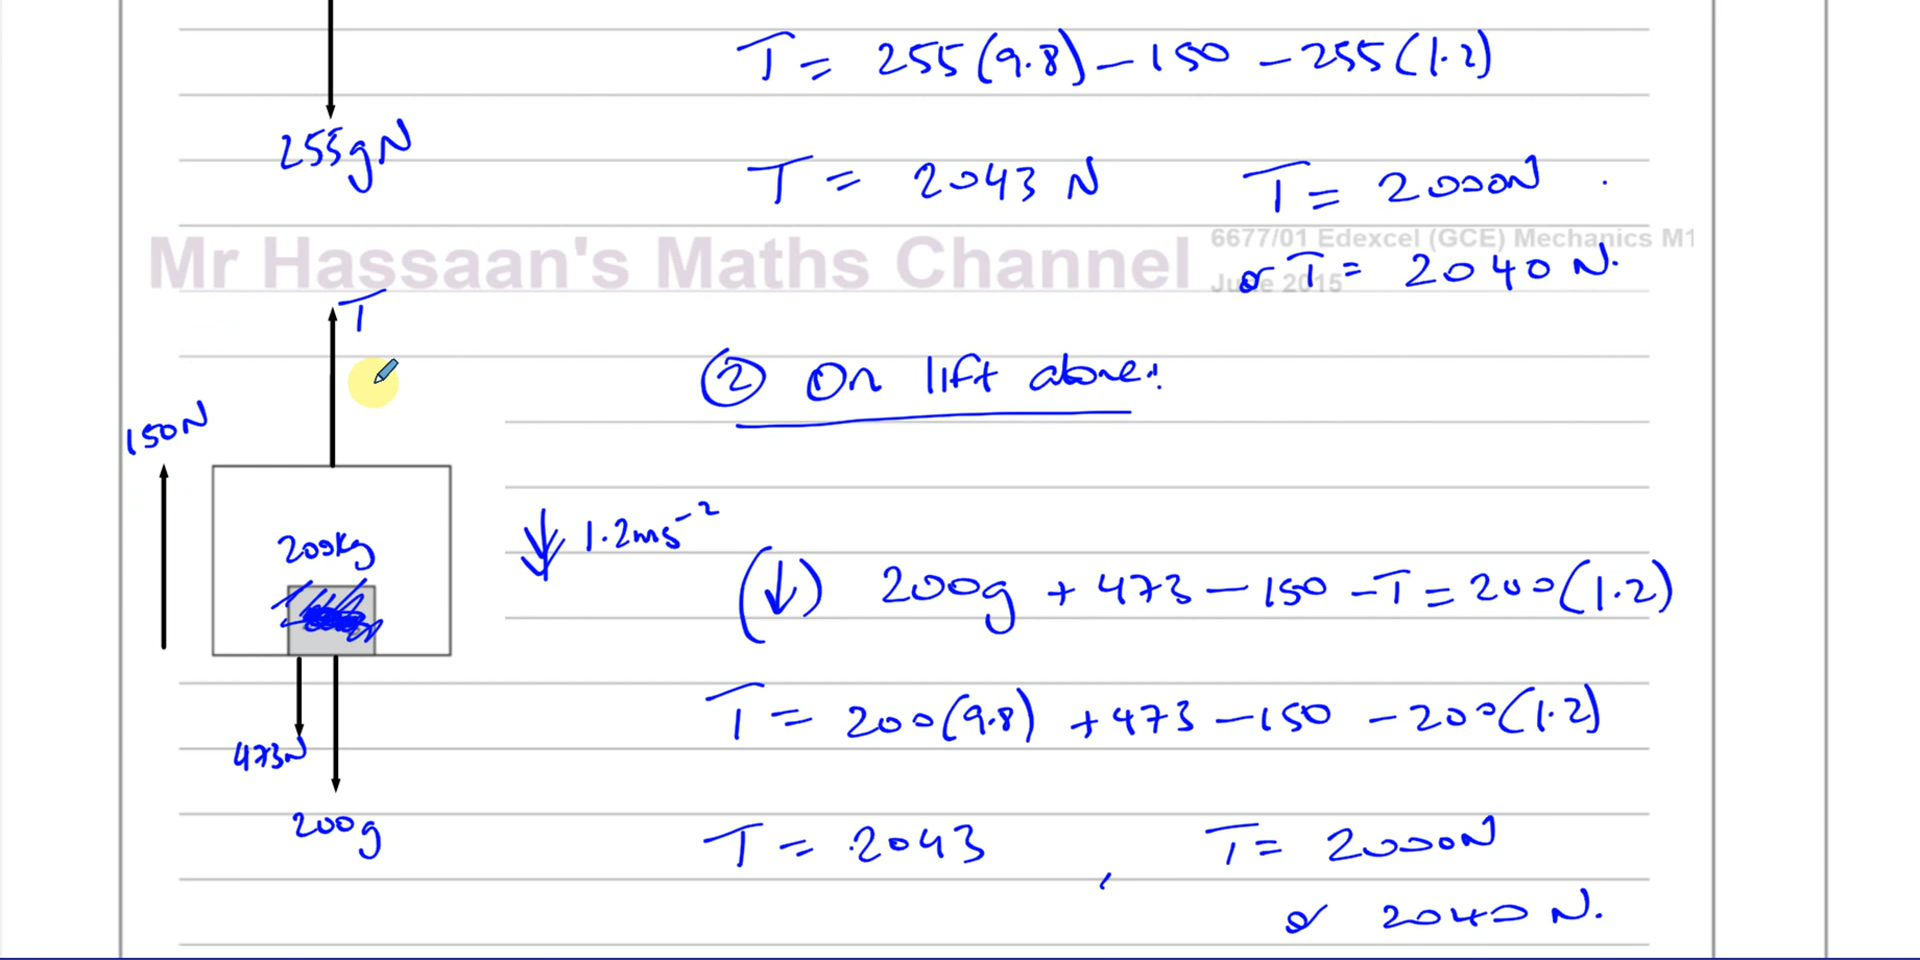 T = 255(9.8) - 150 - 255(1.2)
255gN
T = 2043 N   T = 2000N
Mr Hassaan's Maths Channel
6677/01 Edexcel (GCE) Mechanics M1
June 2015
or T = 2040 N.
T
② On lift above:
150N
200kg
↓ 1.2ms⁻²
(↓) 200g + 473 - 150 - T = 200(1.2)
T = 200(9.8) + 473 - 150 - 200(1.2)
473N
200g
T = 2043 , T = 2000N
or 2040 N.